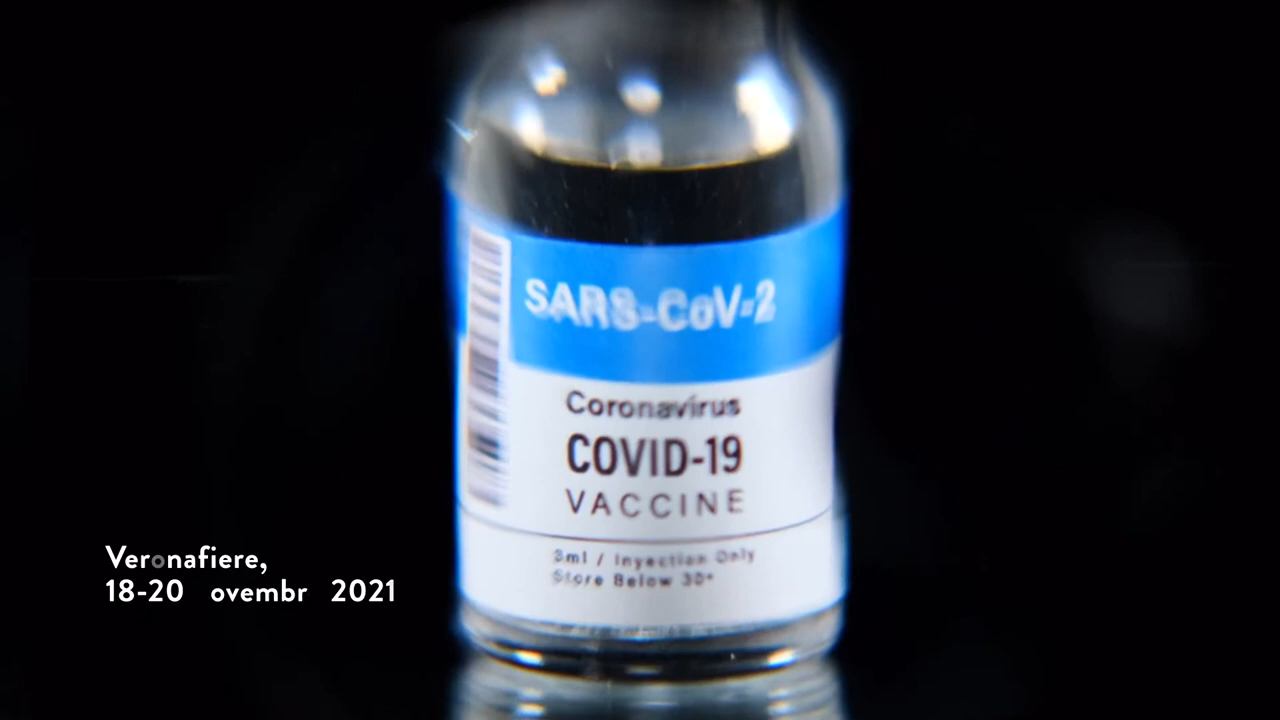 SARS-CoV-2
Coronavirus
COVID-19
VACCINE
3ml / Inyection Only
Store Below 30°
Veronafiere,
18-20 ovembr 2021